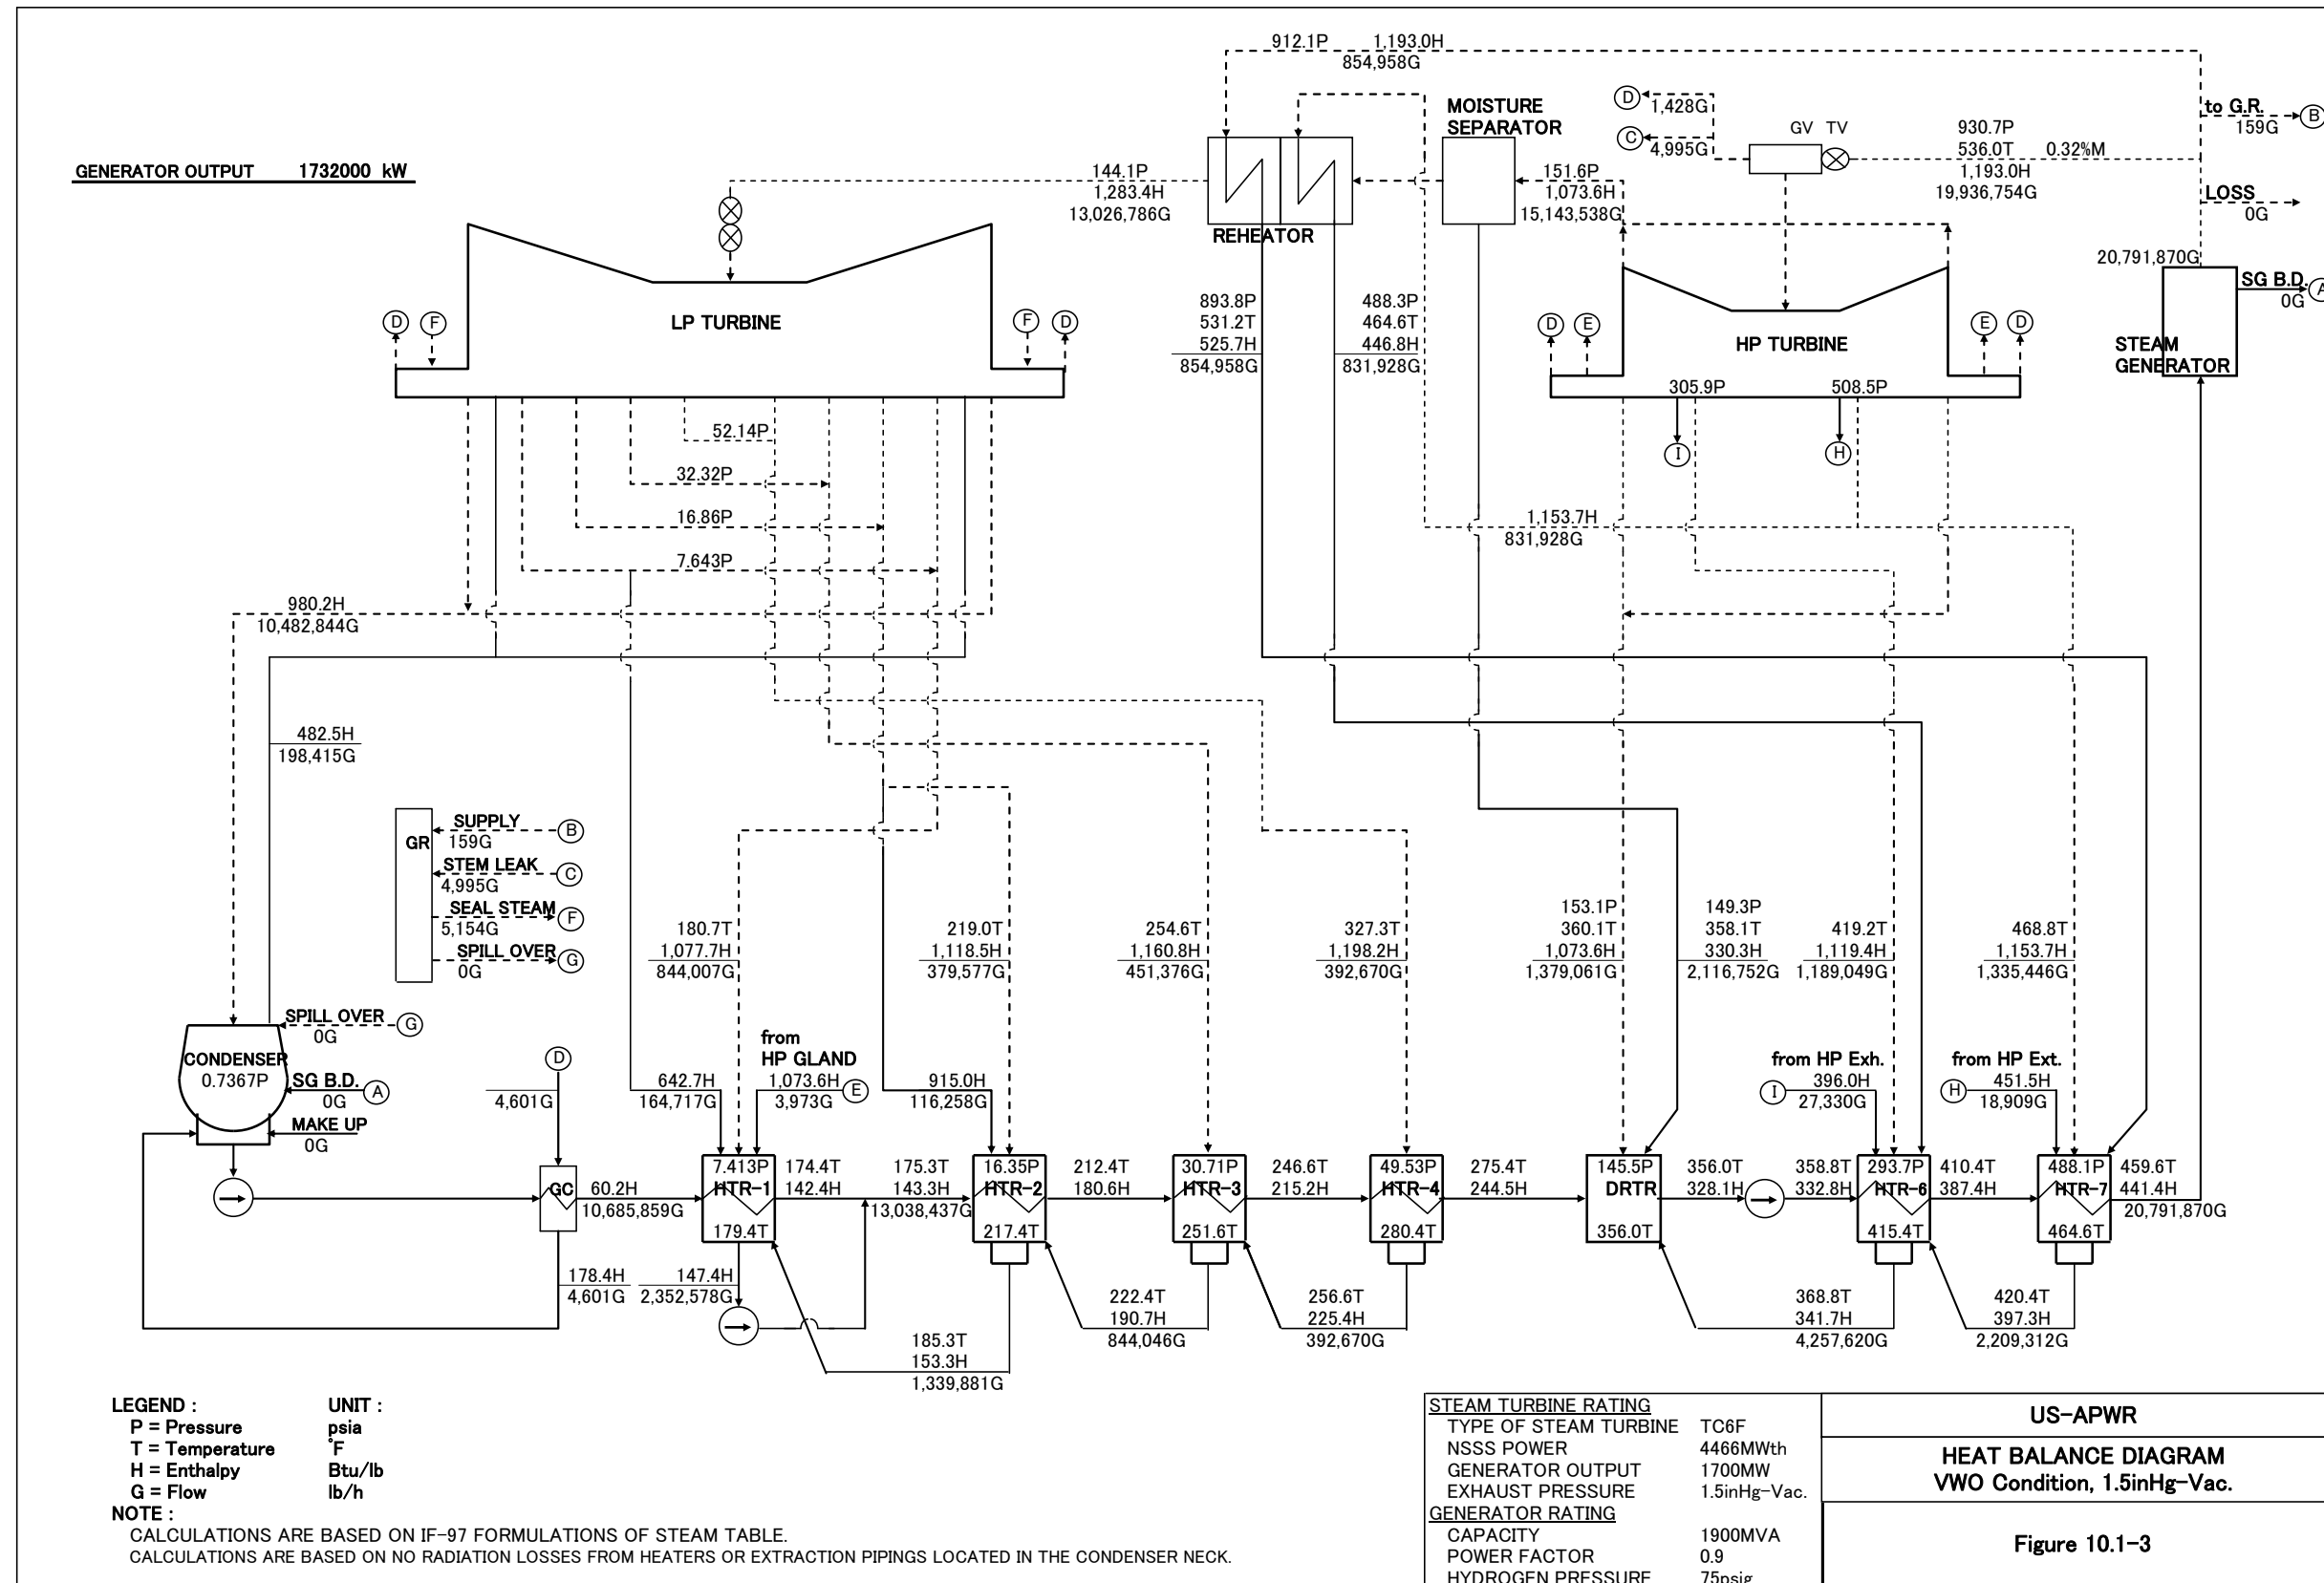 912.1P 1,193.0H
854,958G
GENERATOR OUTPUT 1732000 kW
MOISTURE
SEPARATOR
D
1,428G
C
4,995G
GV TV
930.7P
536.0T 0.32%M
1,193.0H
19,936,754G
to G.R.
159G
B
LOSS
0G
144.1P
1,283.4H
13,026,786G
REHEATOR
151.6P
1,073.6H
15,143,538G
20,791,870G
SG B.D.
0G
A
STEAM
GENERATOR
D
F
LP TURBINE
F
D
893.8P
531.2T
525.7H
854,958G
488.3P
464.6T
446.8H
831,928G
D
E
HP TURBINE
E
D
305.9P
508.5P
I
H
52.14P
32.32P
16.86P
7.643P
1,153.7H
831,928G
980.2H
10,482,844G
482.5H
198,415G
GR
SUPPLY
159G
B
STEM LEAK
4,995G
C
SEAL STEAM
5,154G
F
SPILL OVER
0G
G
180.7T
1,077.7H
844,007G
219.0T
1,118.5H
379,577G
254.6T
1,160.8H
451,376G
327.3T
1,198.2H
392,670G
153.1P
360.1T
1,073.6H
1,379,061G
149.3P
358.1T
330.3H
2,116,752G
419.2T
1,119.4H
1,189,049G
468.8T
1,153.7H
1,335,446G
SPILL OVER
0G
G
CONDENSER
0.7367P
SG B.D.
0G
A
MAKE UP
0G
D
4,601G
642.7H
164,717G
from
HP GLAND
1,073.6H
3,973G
E
915.0H
116,258G
from HP Exh.
I
396.0H
27,330G
from HP Ext.
H
451.5H
18,909G
GC
60.2H
10,685,859G
7.413P
HTR-1
179.4T
174.4T
142.4H
175.3T
143.3H
13,038,437G
16.35P
HTR-2
217.4T
212.4T
180.6H
30.71P
HTR-3
251.6T
246.6T
215.2H
49.53P
HTR-4
280.4T
275.4T
244.5H
145.5P
DRTR
356.0T
356.0T
328.1H
358.8T
332.8H
293.7P
HTR-6
415.4T
410.4T
387.4H
488.1P
HTR-7
464.6T
459.6T
441.4H
20,791,870G
178.4H
4,601G
147.4H
2,352,578G
185.3T
153.3H
1,339,881G
222.4T
190.7H
844,046G
256.6T
225.4H
392,670G
368.8T
341.7H
4,257,620G
420.4T
397.3H
2,209,312G
LEGEND : UNIT :
P = Pressure psia
T = Temperature °F
H = Enthalpy Btu/lb
G = Flow lb/h
NOTE :
CALCULATIONS ARE BASED ON IF-97 FORMULATIONS OF STEAM TABLE.
CALCULATIONS ARE BASED ON NO RADIATION LOSSES FROM HEATERS OR EXTRACTION PIPINGS LOCATED IN THE CONDENSER NECK.
STEAM TURBINE RATING
TYPE OF STEAM TURBINE TC6F
NSSS POWER 4466MWth
GENERATOR OUTPUT 1700MW
EXHAUST PRESSURE 1.5inHg-Vac.
GENERATOR RATING
CAPACITY 1900MVA
POWER FACTOR 0.9
HYDROGEN PRESSURE 75psig
US-APWR
HEAT BALANCE DIAGRAM
VWO Condition, 1.5inHg-Vac.
Figure 10.1-3